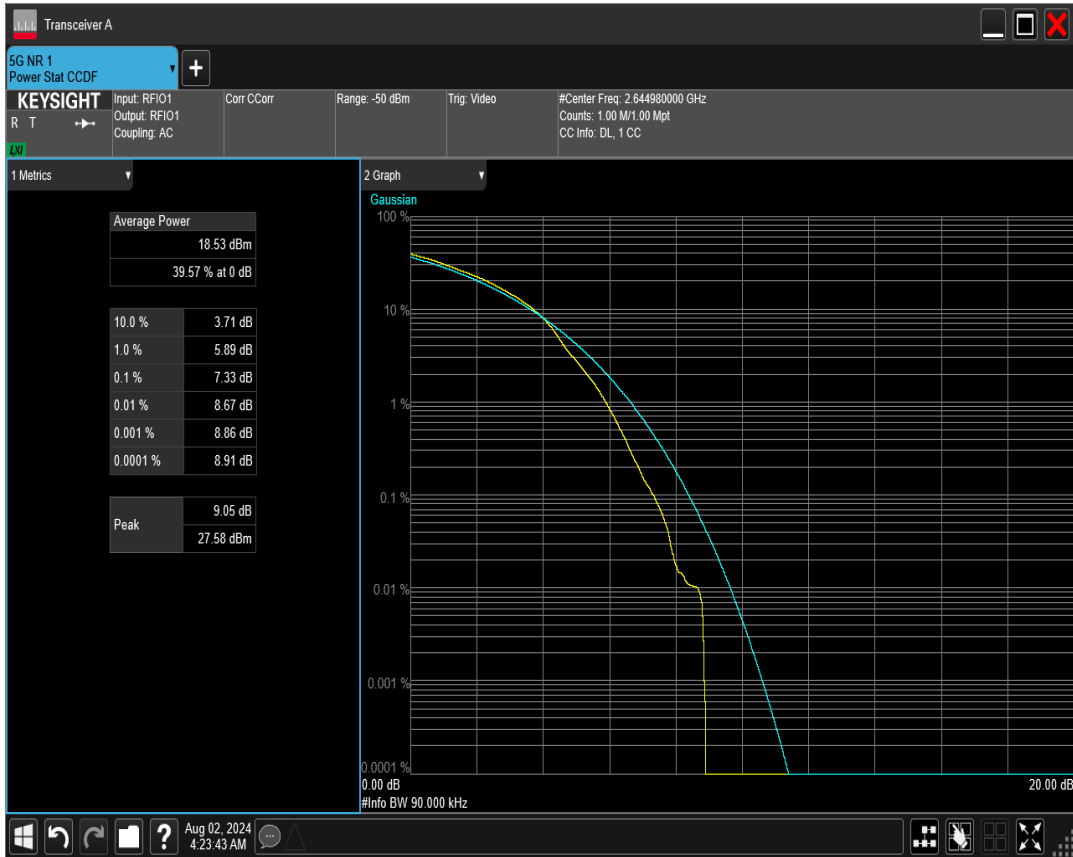 Transceiver A
5G NR 1
Power Stat CCDF
KEYSIGHT
R T
LXI
Input: RFIO1
Output: RFIO1
Coupling: AC
Corr CCorr
Range: -50 dBm
Trig: Video
#Center Freq: 2.644980000 GHz
Counts: 1.00 M/1.00 Mpt
CC Info: DL, 1 CC
1 Metrics
Average Power
18.53 dBm
39.57 % at 0 dB
10.0 % 3.71 dB
1.0 % 5.89 dB
0.1 % 7.33 dB
0.01 % 8.67 dB
0.001 % 8.86 dB
0.0001 % 8.91 dB
Peak
9.05 dB
27.58 dBm
2 Graph
Gaussian
100 %
10 %
1 %
0.1 %
0.01 %
0.001 %
0.0001 %
0.00 dB 20.00 dB
#Info BW 90.000 kHz
Aug 02, 2024
4:23:43 AM